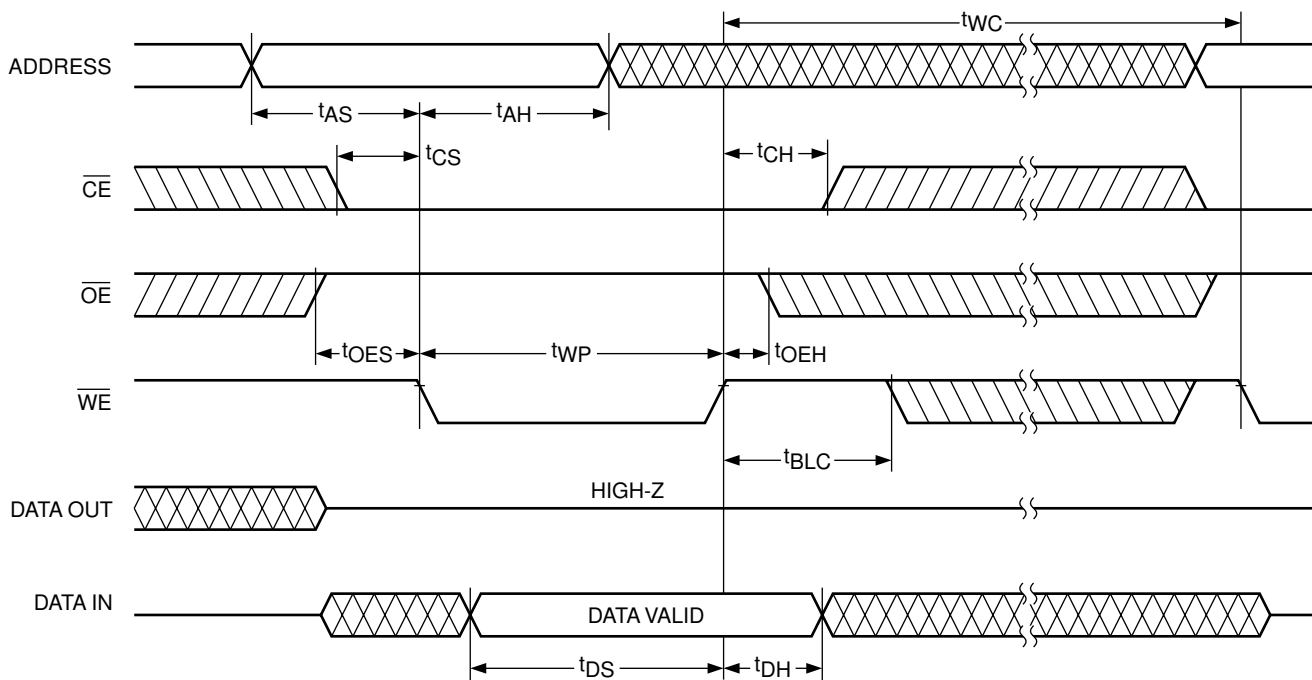 tWC
ADDRESS
tAS
tAH
tCS
tCH
CE
OE
tOES
tWP
tOEH
WE
tBLC
HIGH-Z
DATA OUT
DATA IN
DATA VALID
tDS
tDH